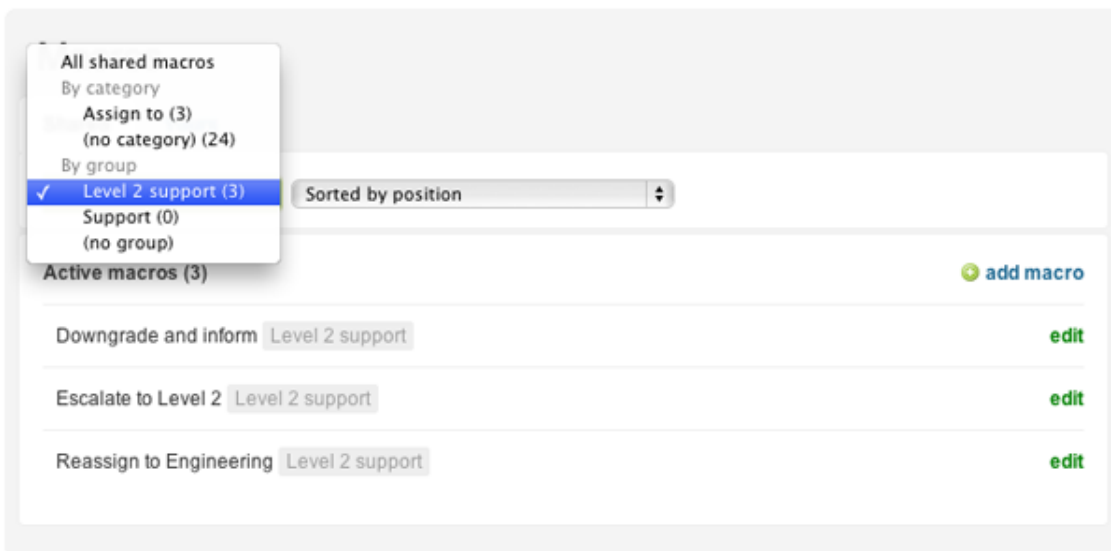 All shared macros
By category
Assign to (3)
(no category) (24)
By group
✓ Level 2 support (3)
Support (0)
(no group)
Sorted by position
Active macros (3)
add macro
Downgrade and inform Level 2 support edit
Escalate to Level 2 Level 2 support edit
Reassign to Engineering Level 2 support edit